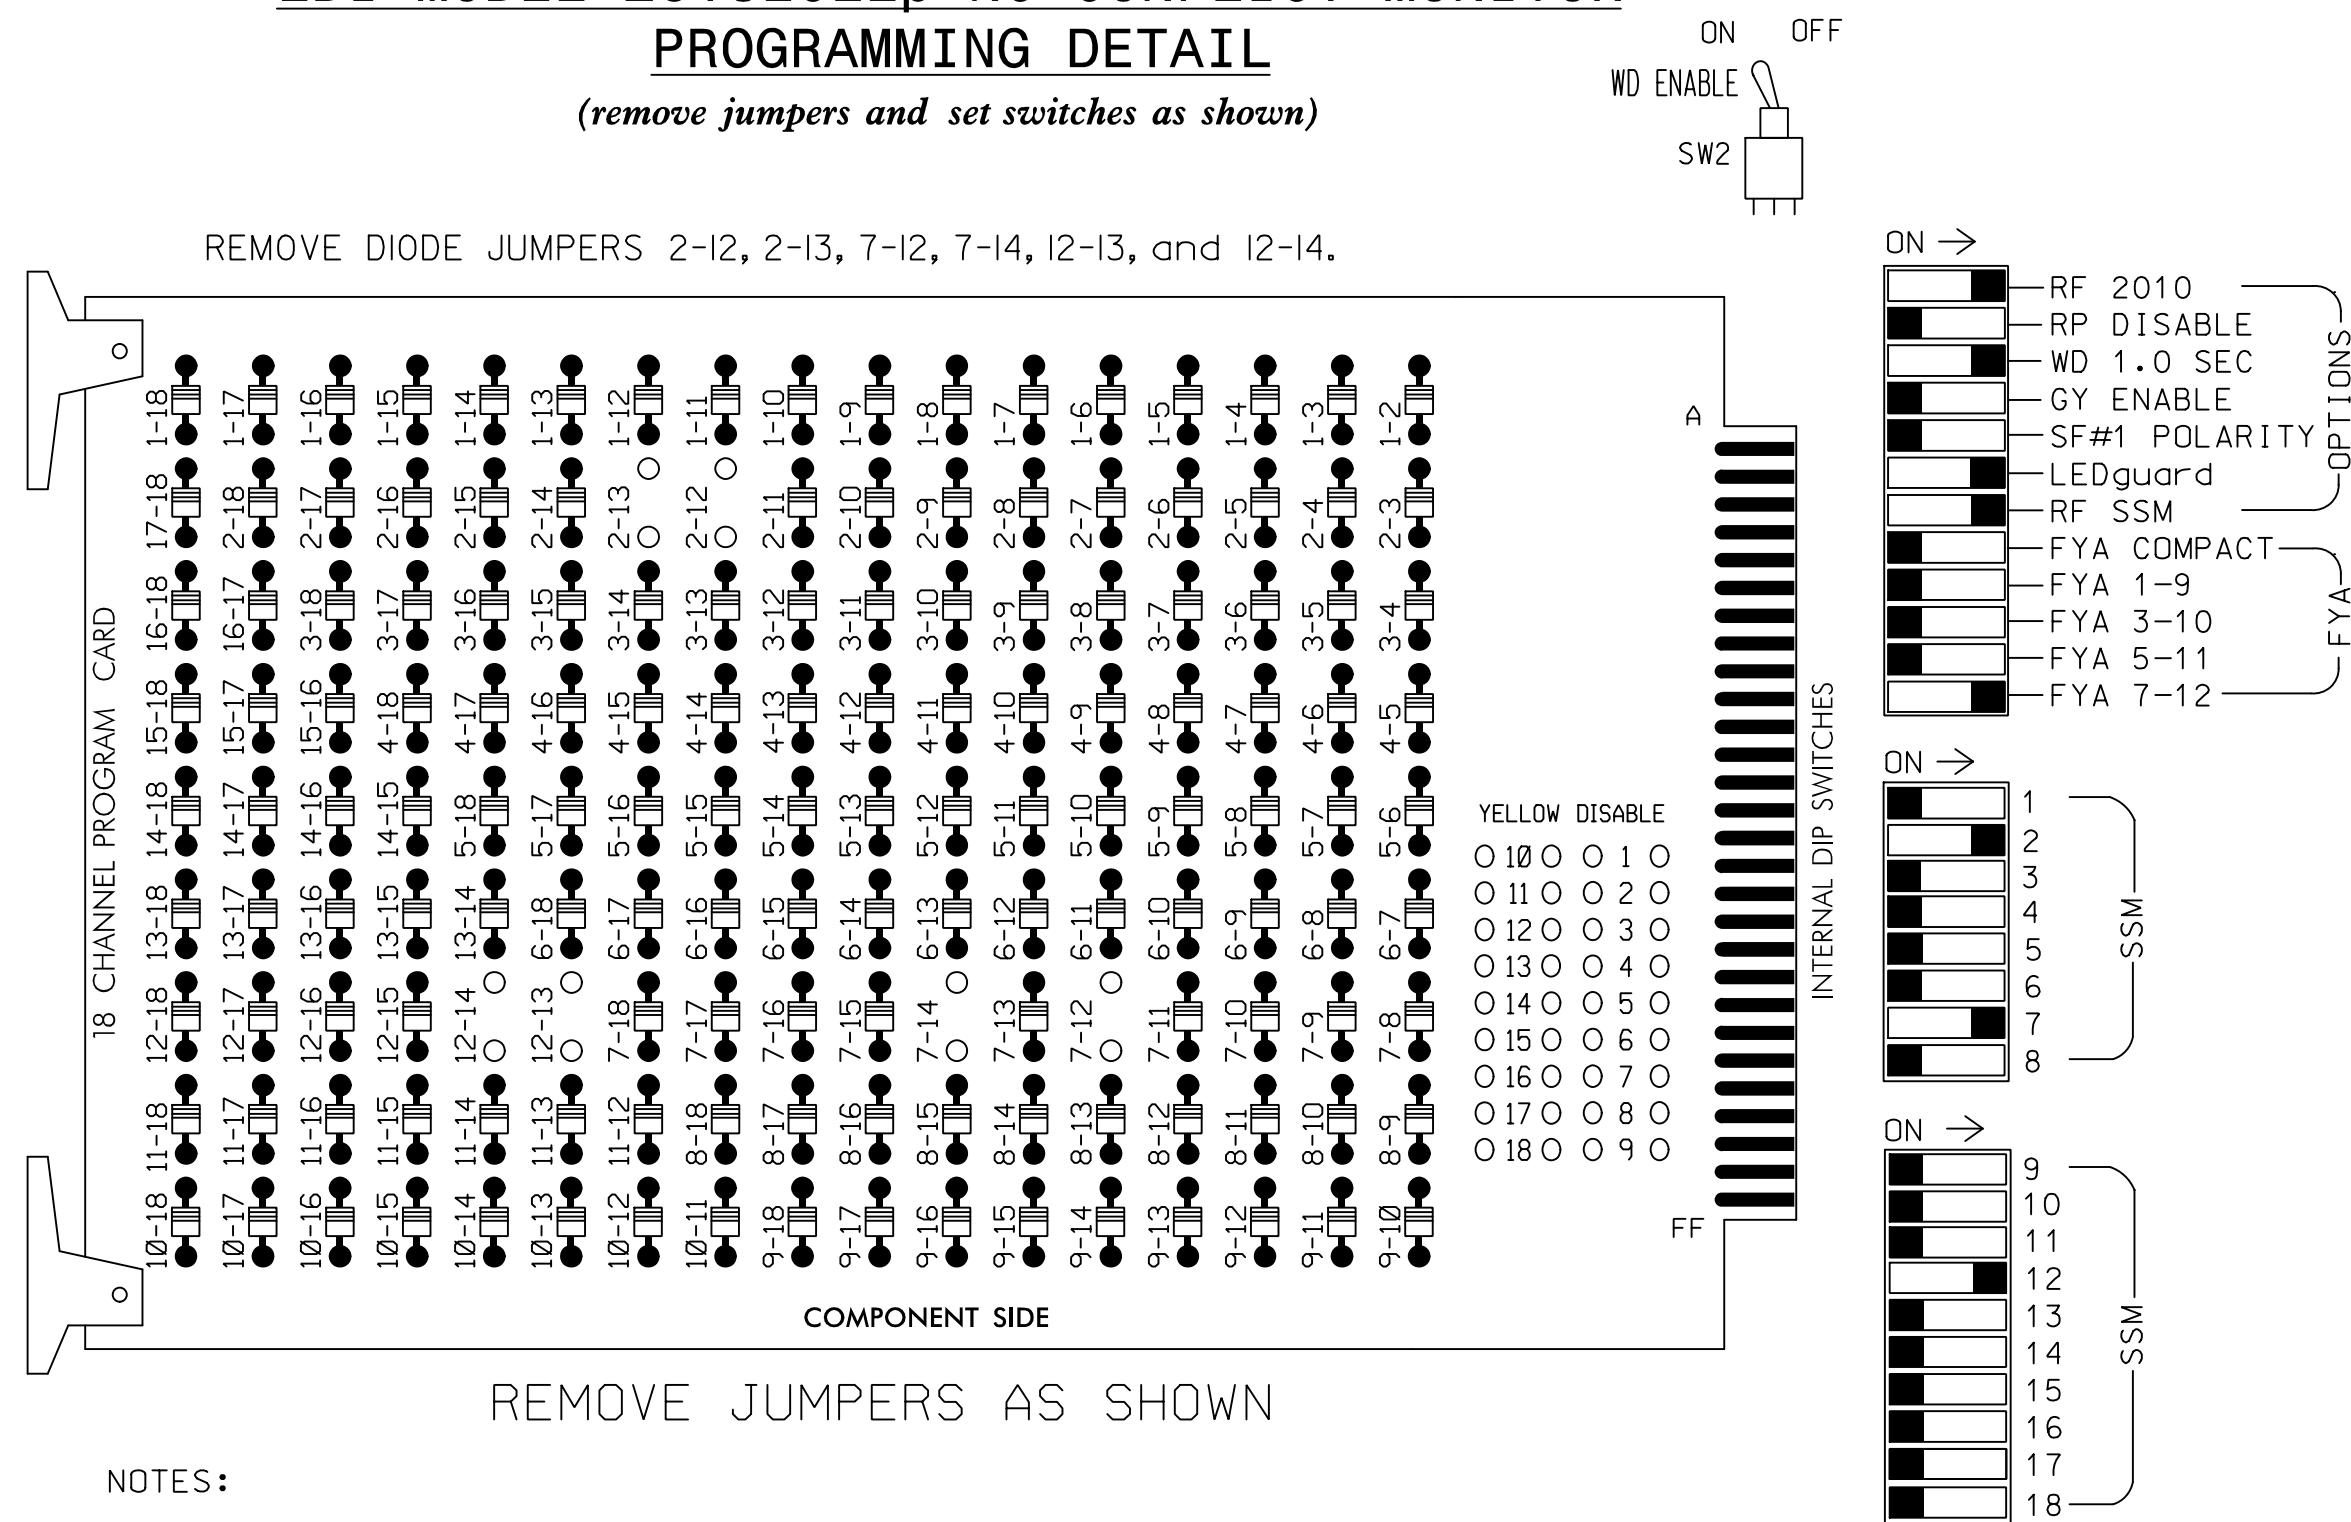 PROGRAMMING DETAIL
(remove jumpers and set switches as shown)
ON OFF
WD ENABLE
SW2
REMOVE DIODE JUMPERS 2-12, 2-13, 7-12, 7-14, 12-13, and 12-14.
18 CHANNEL PROGRAM CARD
1-18 1-17 1-16 1-15 1-14 1-13 1-12 1-11 1-10 1-9 1-8 1-7 1-6 1-5 1-4 1-3 1-2
17-18 2-18 2-17 2-16 2-15 2-14 2-13 2-12 2-11 2-10 2-9 2-8 2-7 2-6 2-5 2-4 2-3
16-18 16-17 3-18 3-17 3-16 3-15 3-14 3-13 3-12 3-11 3-10 3-9 3-8 3-7 3-6 3-5 3-4
15-18 15-17 15-16 4-18 4-17 4-16 4-15 4-14 4-13 4-12 4-11 4-10 4-9 4-8 4-7 4-6 4-5
14-18 14-17 14-16 14-15 5-18 5-17 5-16 5-15 5-14 5-13 5-12 5-11 5-10 5-9 5-8 5-7 5-6
13-18 13-17 13-16 13-15 13-14 6-18 6-17 6-16 6-15 6-14 6-13 6-12 6-11 6-10 6-9 6-8 6-7
12-18 12-17 12-16 12-15 12-14 12-13 7-18 7-17 7-16 7-15 7-14 7-13 7-12 7-11 7-10 7-9 7-8
11-18 11-17 11-16 11-15 11-14 11-13 11-12 8-18 8-17 8-16 8-15 8-14 8-13 8-12 8-11 8-10 8-9
10-18 10-17 10-16 10-15 10-14 10-13 10-12 10-11 9-18 9-17 9-16 9-15 9-14 9-13 9-12 9-11 9-10
YELLOW DISABLE
10 1
11 2
12 3
13 4
14 5
15 6
16 7
17 8
18 9
A
FF
COMPONENT SIDE
REMOVE JUMPERS AS SHOWN
NOTES:
INTERNAL DIP SWITCHES
ON
RF 2010
RP DISABLE
WD 1.0 SEC
GY ENABLE
SF#1 POLARITY
LEDguard
RF SSM
OPTIONS
FYA COMPACT
FYA 1-9
FYA 3-10
FYA 5-11
FYA 7-12
FYA
ON
1
2
3
4
5
6
7
8
SSM
ON
9
10
11
12
13
14
15
16
17
18
SSM